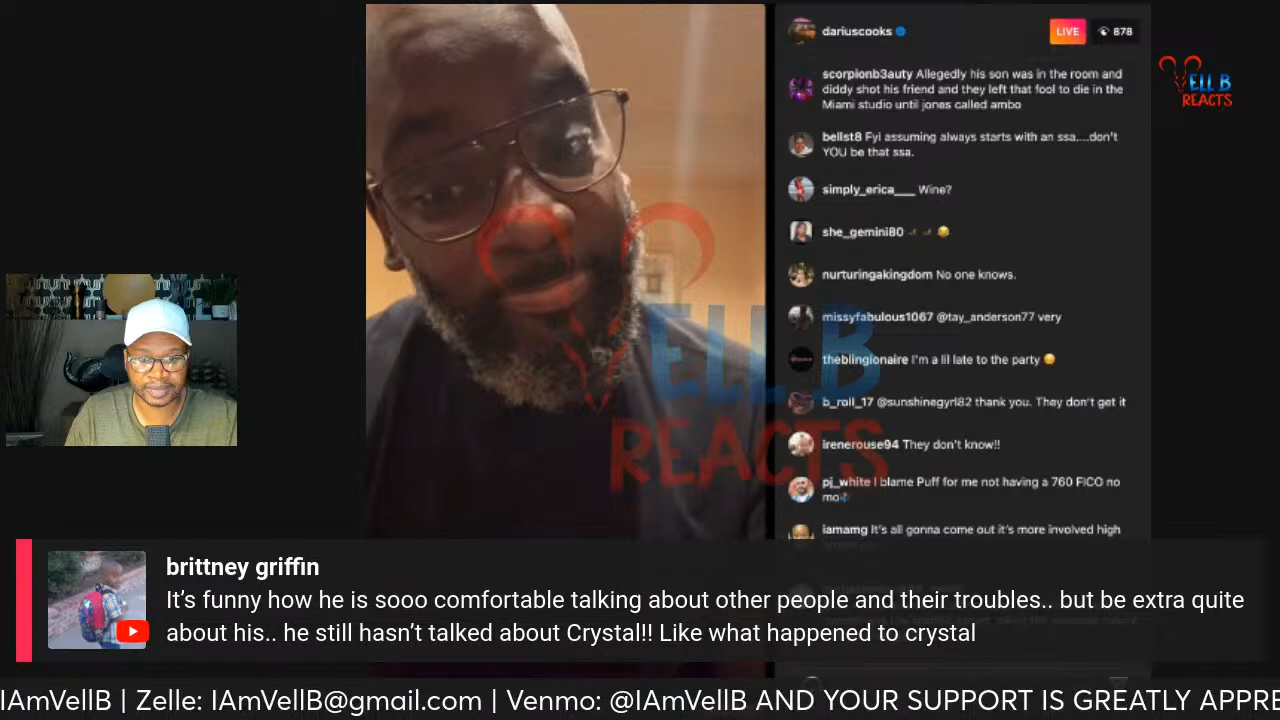 dariuscooks
LIVE
878
scorpionb3auty Allegedly his son was in the room and
diddy shot his friend and they left that fool to die in the
Miami studio until jones called ambo
bellst8 Fyi assuming always starts with an ssa....don't
YOU be that ssa.
simply_erica___ Wine?
she_gemini80
nurturingakingdom No one knows.
missyfabulous1067 @tay_anderson77 very
theblingionaire I'm a lil late to the party
b_roll_17 @sunshinegyrl82 thank you. They don't get it
irenerouse94 They don't know!!
pj_white I blame Puff for me not having a 760 FICO no
mo
iamamg It's all gonna come out it's more involved high
ELL B
REACTS
ELL B
REACTS
brittney griffin
It’s funny how he is sooo comfortable talking about other people and their troubles.. but be extra quite
about his.. he still hasn’t talked about Crystal!! Like what happened to crystal
IAmVellB | Zelle: IAmVellB@gmail.com | Venmo: @IAmVellB AND YOUR SUPPORT IS GREATLY APPRE